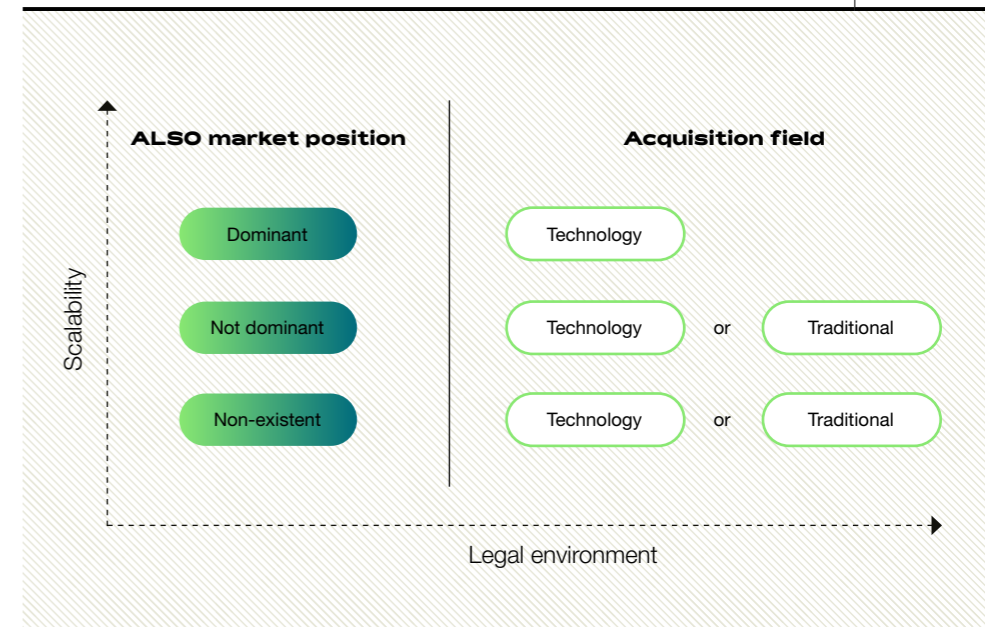 ALSO market position
Acquisition field
Scalability
Dominant
Technology
Not dominant
Technology or Traditional
Non-existent
Technology or Traditional
Legal environment